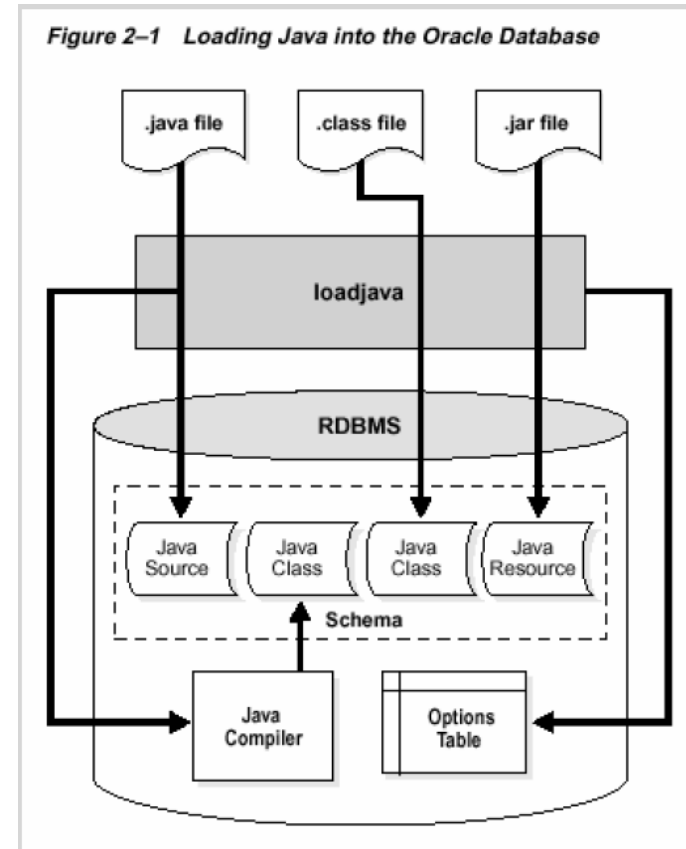 Figure 2–1 Loading Java into the Oracle Database
.java file
.class file
.jar file
loadjava
RDBMS
Java
Source
Java
Class
Java
Class
Java
Resource
Schema
Java
Compiler
Options
Table